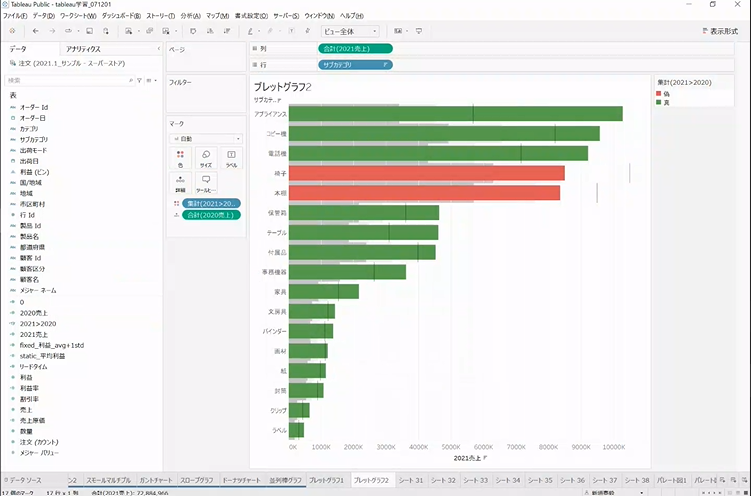 Tableau Public - tableau学習_071201
ファイル(F) データ(D) ワークシート(W) ダッシュボード(B) ストーリー(T) 分析(A) マップ(M) 書式設定(O) サーバー(S) ウィンドウ(N) ヘルプ(H)
ビュー全体
表示形式
データ
アナリティクス
注文 (2021.1_サンプル - スーパーストア)
検索
表
オーダー Id
オーダー日
カテゴリ
サブカテゴリ
出荷モード
出荷日
利益 (ビン)
国/地域
地域
市区町村
行 Id
製品 Id
製品名
都道府県
顧客 Id
顧客区分
顧客名
メジャー ネーム
0
2020売上
2021>2020
2021売上
fixed_利益_avg+1std
static_平均利益
リードタイム
利益
利益率
割引率
売上
売上原価
数量
注文 (カウント)
メジャー バリュー
ページ
フィルター
マーク
自動
色
サイズ
ラベル
詳細
ツールヒ...
集計(2021>20...
合計(2020売上)
列
合計(2021売上)
行
サブカテゴリ
ブレットグラフ2
サブカテ...
アプライアンス
コピー機
電話機
椅子
本棚
保管箱
テーブル
付属品
事務機器
家具
文房具
バインダー
画材
紙
封筒
クリップ
ラベル
0K 1000K 2000K 3000K 4000K 5000K 6000K 7000K 8000K 9000K 10000K
2021売上
集計(2021>2020)
偽
真
データ ソース
スモールマルチプル
ガントチャート
スロープグラフ
ドーナツチャート
並列棒グラフ
ブレットグラフ1
ブレットグラフ2
シート 31
シート 32
シート 33
シート 34
シート 35
シート 36
シート 37
シート 38
パレート図1
17 行 x 1 列
合計(2021売上): 72,884,966